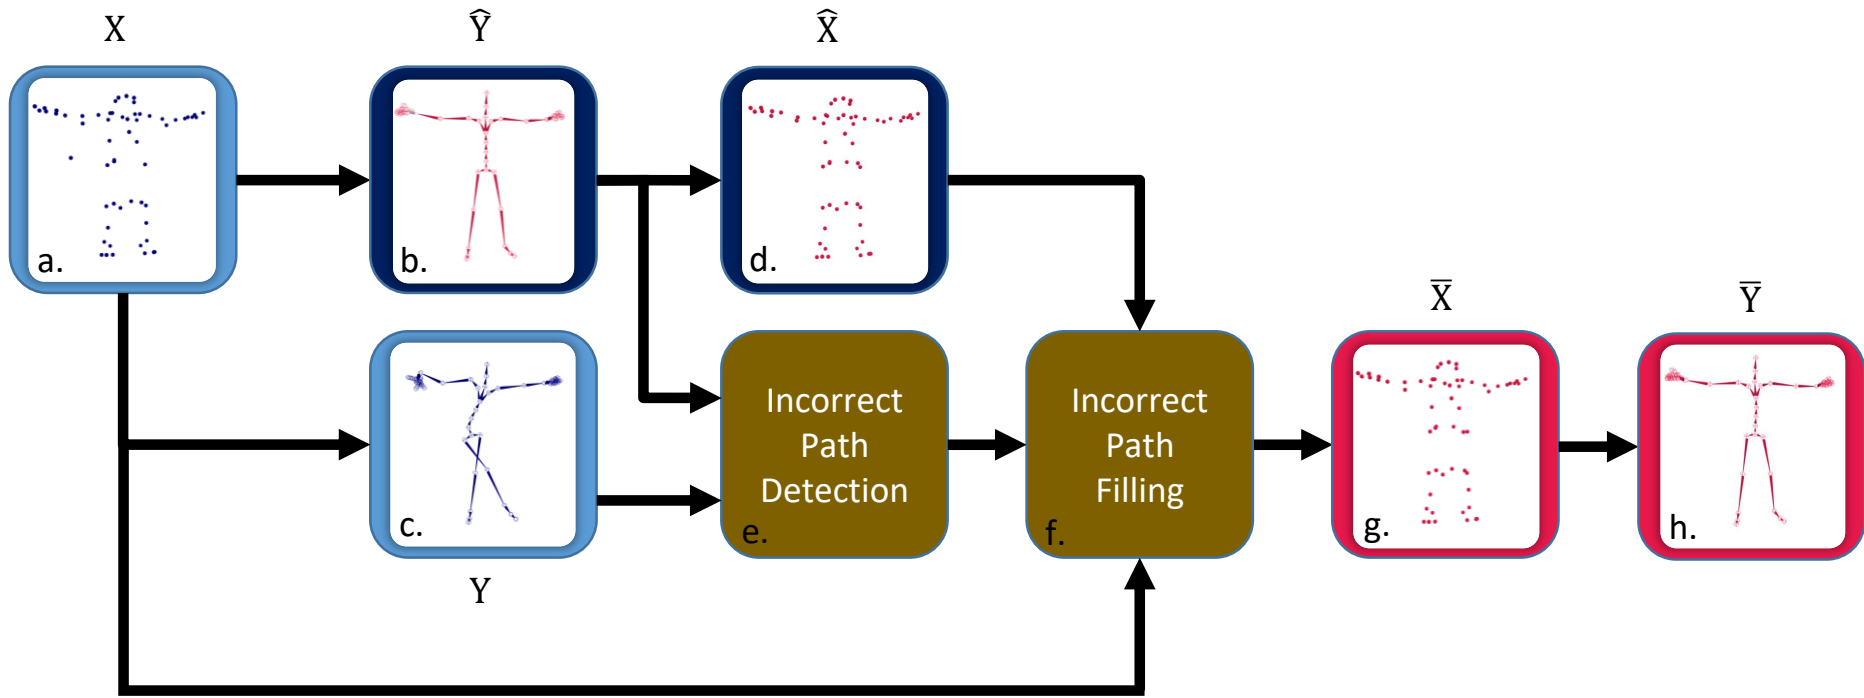 X
Ŷ
X̂
a.
b.
d.
X̅
Y̅
c.
Incorrect
Path
Detection
e.
Incorrect
Path
Filling
f.
g.
h.
Y